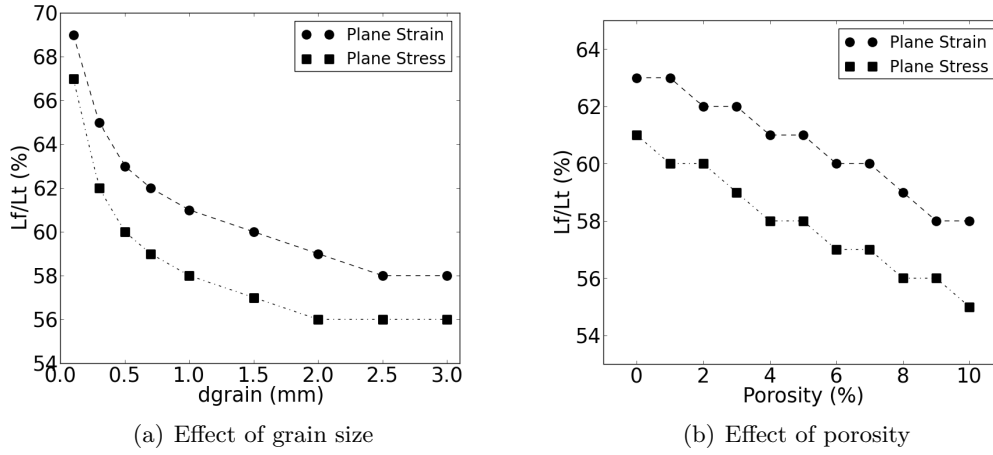 70
68
66
64
62
60
58
56
54
Lf/Lt (%)
Plane Strain
Plane Stress
0.0 0.5 1.0 1.5 2.0 2.5 3.0
dgrain (mm)
(a) Effect of grain size
64
62
60
58
56
54
Lf/Lt (%)
Plane Strain
Plane Stress
0 2 4 6 8 10
Porosity (%)
(b) Effect of porosity